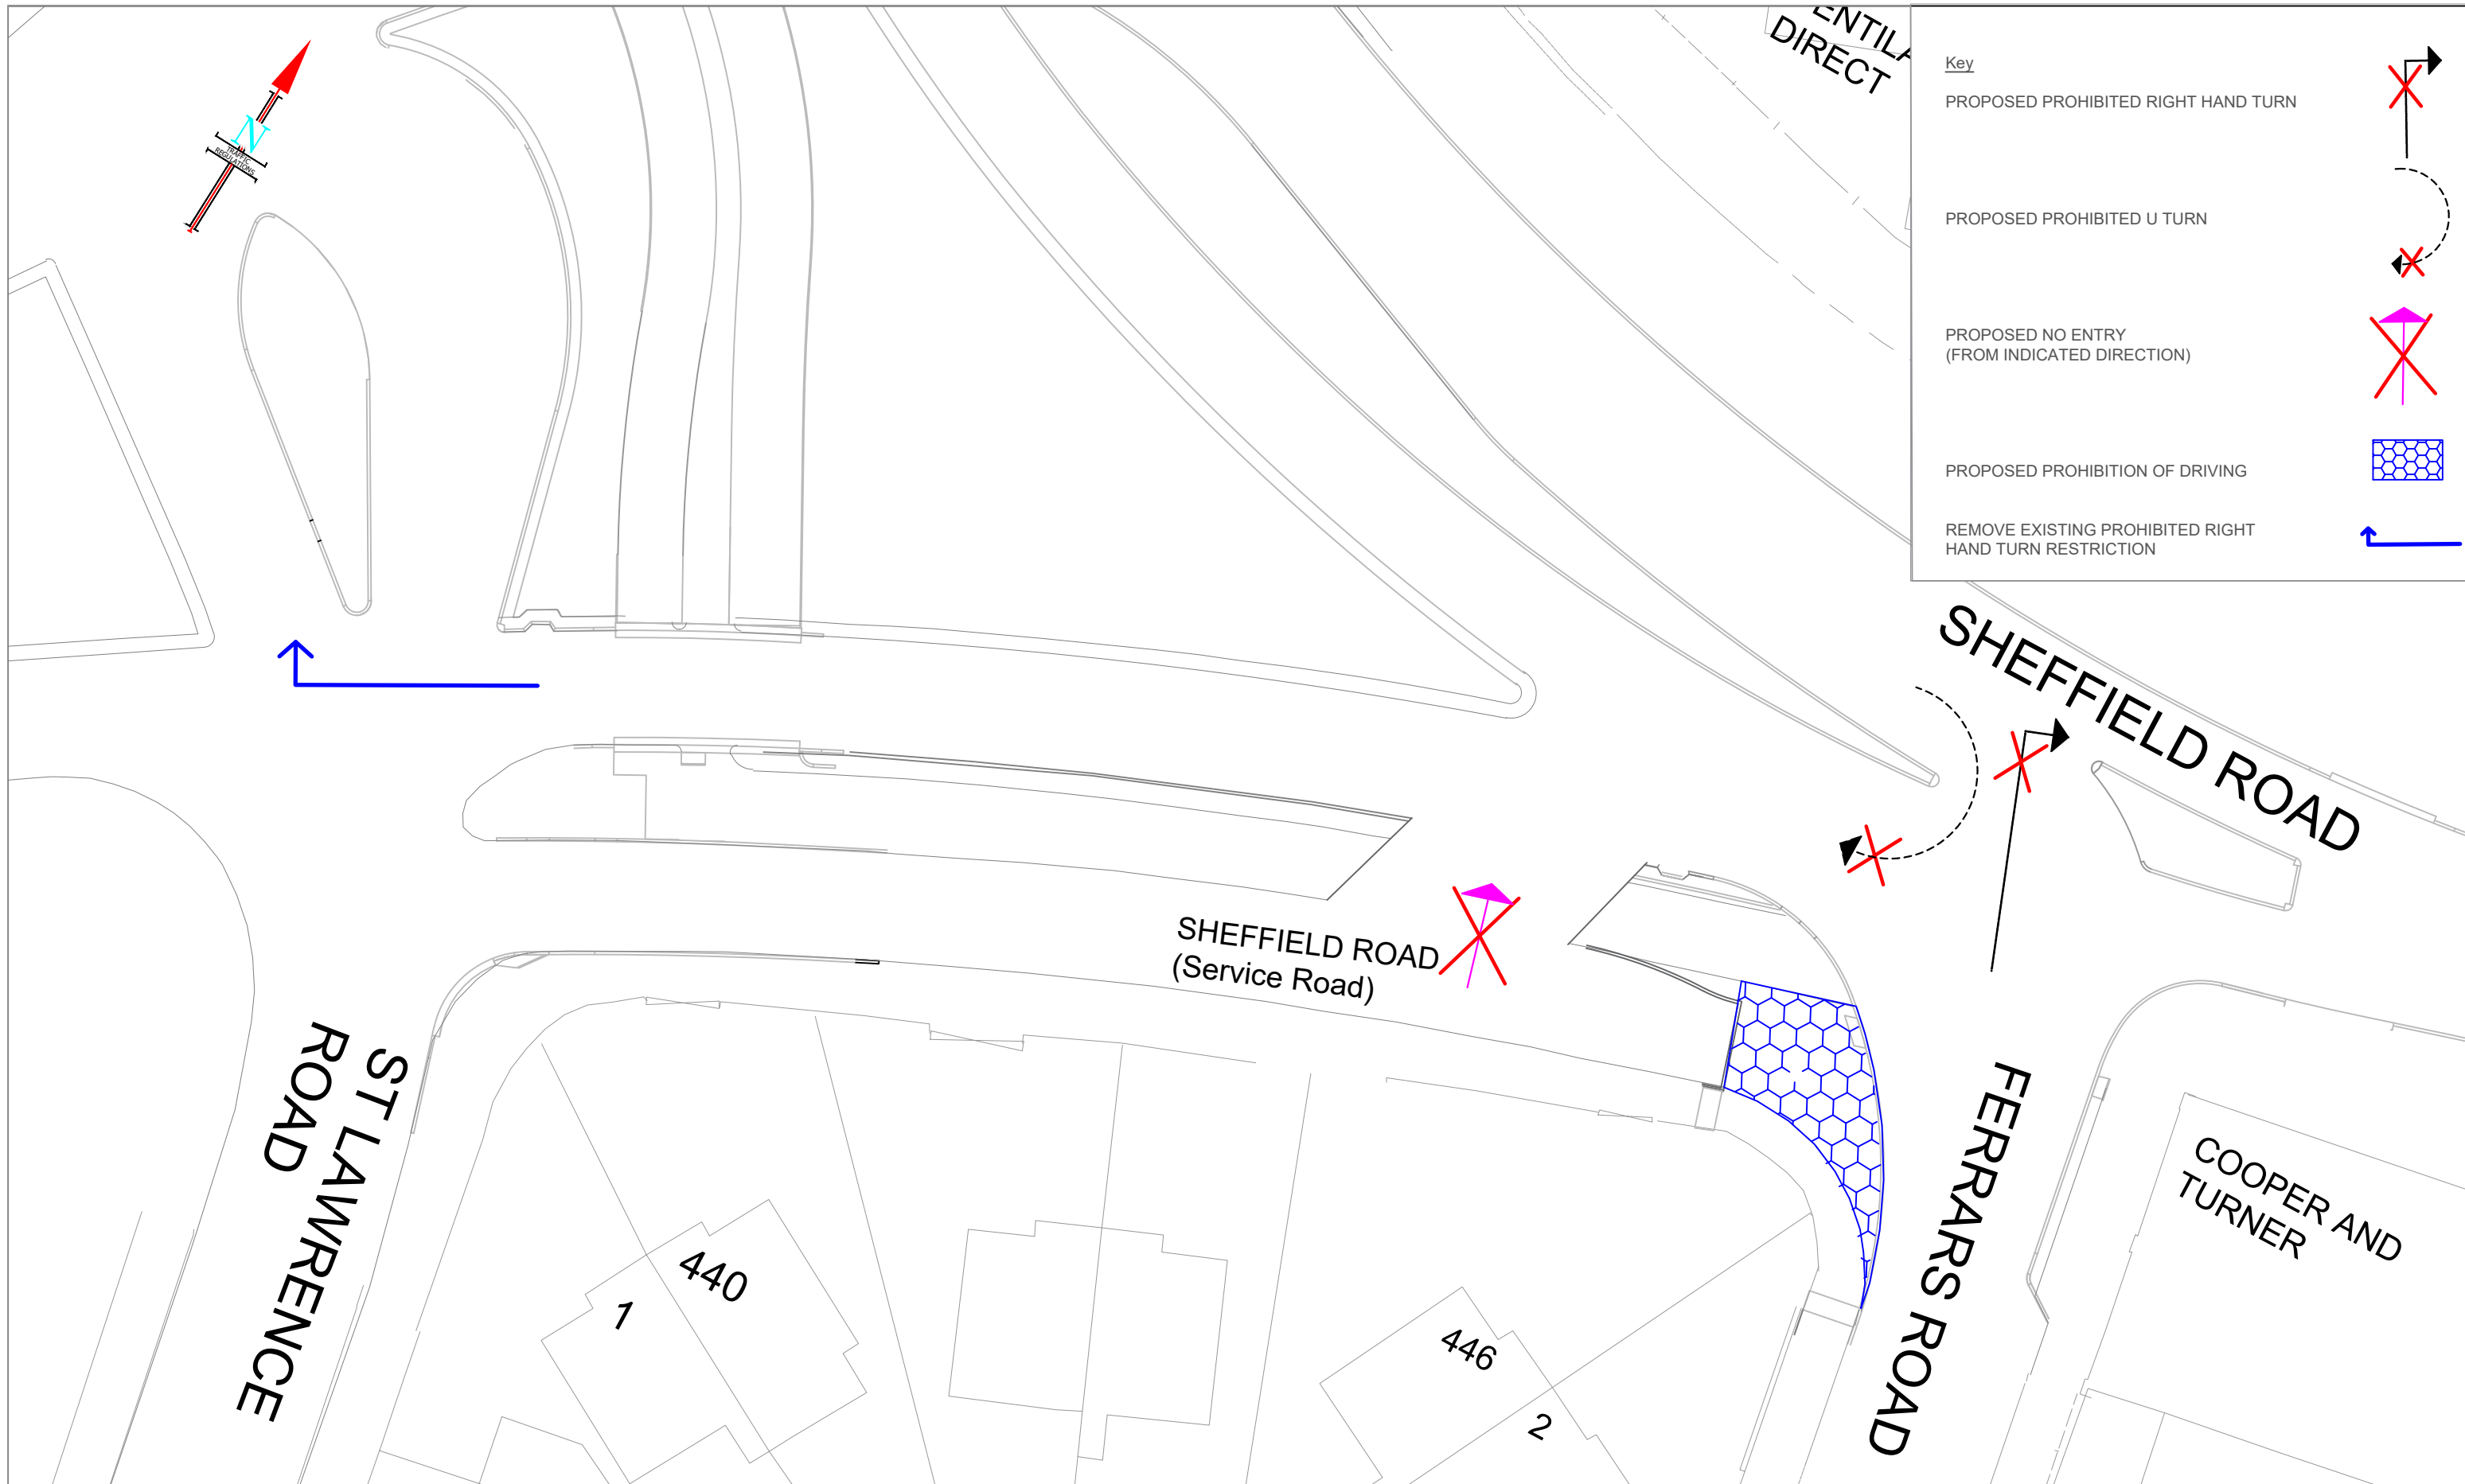 N
TRAFFIC
REGULATIONS
DIRECT
Key
PROPOSED PROHIBITED RIGHT HAND TURN
PROPOSED PROHIBITED U TURN
PROPOSED NO ENTRY
(FROM INDICATED DIRECTION)
PROPOSED PROHIBITION OF DRIVING
REMOVE EXISTING PROHIBITED RIGHT
HAND TURN RESTRICTION
SHEFFIELD ROAD
SHEFFIELD ROAD
(Service Road)
ST LAWRENCE
ROAD
FERRARS ROAD
COOPER AND
TURNER
440
1
446
2